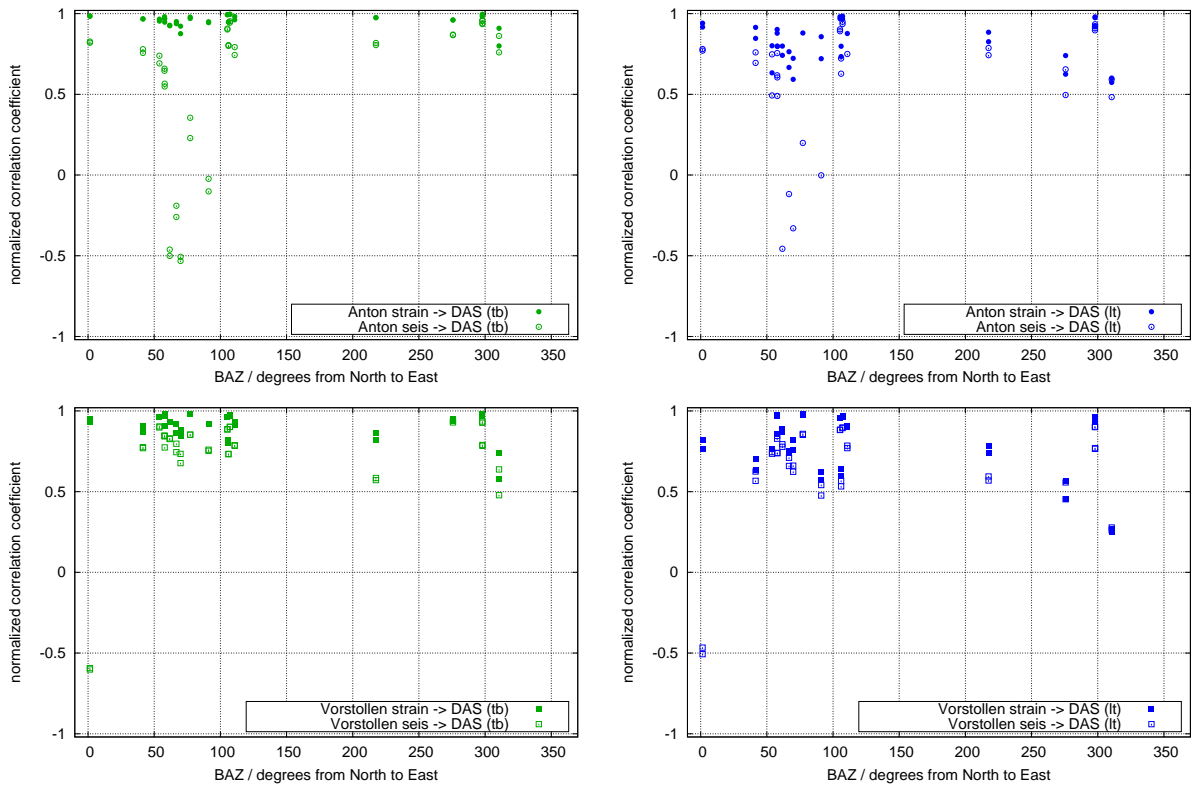 1
0.5
0
-0.5
-1
normalized correlation coefficient
Anton strain -> DAS (tb)
Anton seis -> DAS (tb)
0 50 100 150 200 250 300 350
BAZ / degrees from North to East
1
0.5
0
-0.5
-1
normalized correlation coefficient
Anton strain -> DAS (lt)
Anton seis -> DAS (lt)
0 50 100 150 200 250 300 350
BAZ / degrees from North to East
1
0.5
0
-0.5
-1
normalized correlation coefficient
Vorstollen strain -> DAS (tb)
Vorstollen seis -> DAS (tb)
0 50 100 150 200 250 300 350
BAZ / degrees from North to East
1
0.5
0
-0.5
-1
normalized correlation coefficient
Vorstollen strain -> DAS (lt)
Vorstollen seis -> DAS (lt)
0 50 100 150 200 250 300 350
BAZ / degrees from North to East